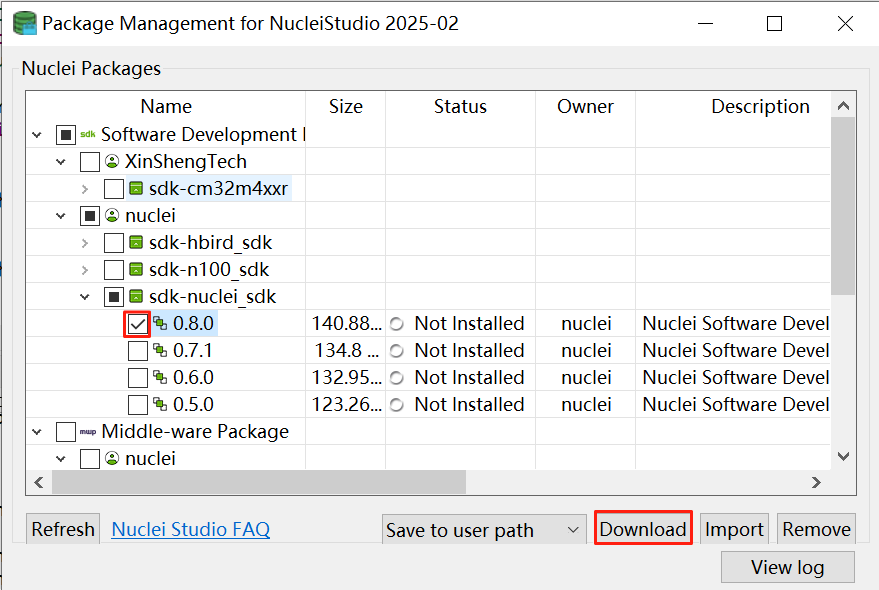 Package Management for NucleiStudio 2025-02
Nuclei Packages
Name Size Status Owner Description
sdk Software Development
XinShengTech
sdk-cm32m4xxr
nuclei
sdk-hbird_sdk
sdk-n100_sdk
sdk-nuclei_sdk
0.8.0 140.88... Not Installed nuclei Nuclei Software Devel
0.7.1 134.8 ... Not Installed nuclei Nuclei Software Devel
0.6.0 132.95... Not Installed nuclei Nuclei Software Devel
0.5.0 123.26... Not Installed nuclei Nuclei Software Devel
mwp Middle-ware Package
nuclei
Refresh Nuclei Studio FAQ Save to user path Download Import Remove
View log